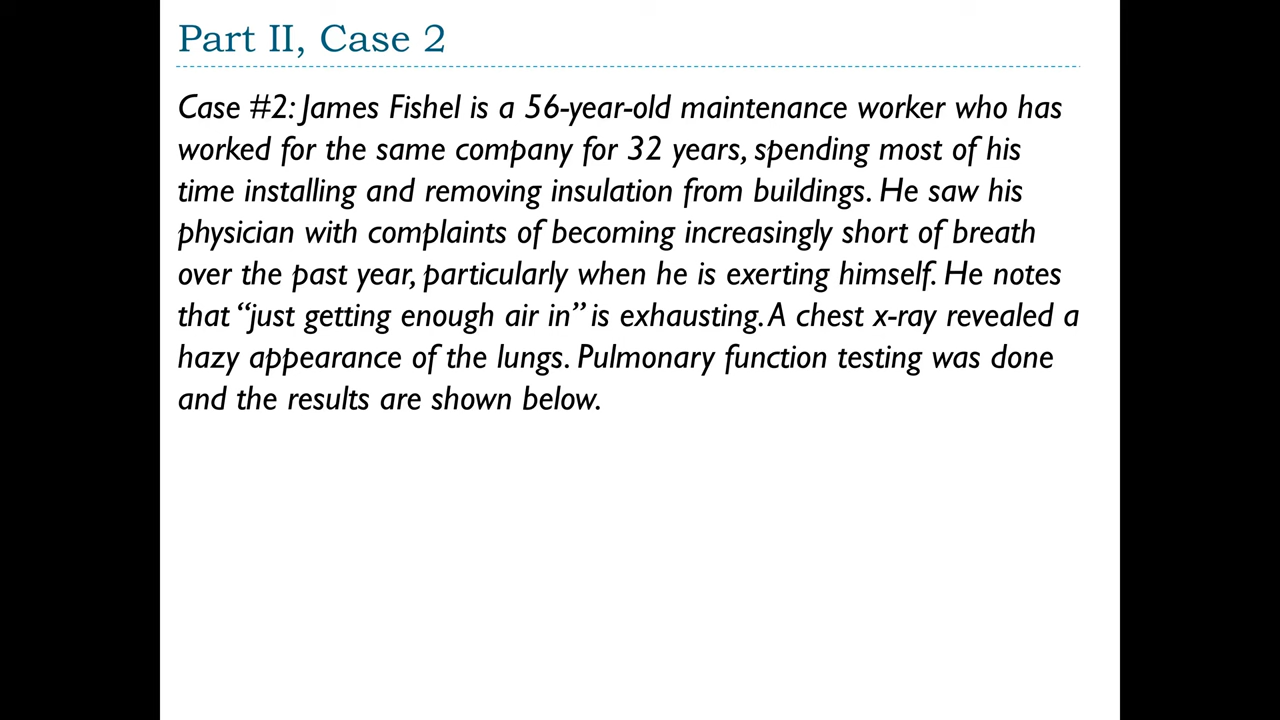 Part II, Case 2
Case #2: James Fishel is a 56-year-old maintenance worker who has
worked for the same company for 32 years, spending most of his
time installing and removing insulation from buildings. He saw his
physician with complaints of becoming increasingly short of breath
over the past year, particularly when he is exerting himself. He notes
that “just getting enough air in” is exhausting. A chest x-ray revealed a
hazy appearance of the lungs. Pulmonary function testing was done
and the results are shown below.